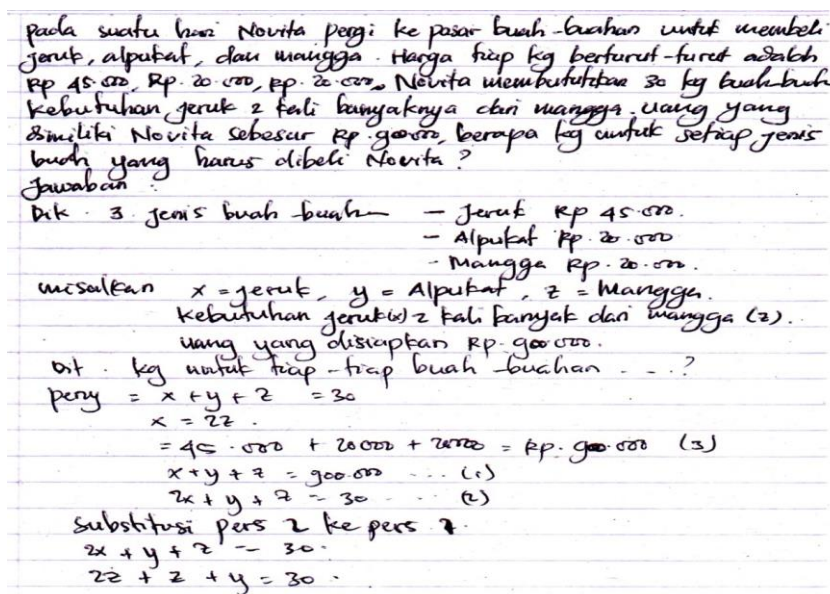 pada suatu hari Novita pergi ke pasar buah-buahan untuk membeli
jeruk, alpukat, dan mangga. Harga tiap kg berturut-turut adalah
Rp 45.000, Rp. 20.000, Rp. 20.000, Novita membutuhkan 30 kg buah-buah
kebutuhan jeruk 2 kali banyaknya dari mangga. uang yang
dimiliki Novita sebesar Rp. 900.000, berapa kg untuk setiap jenis
buah yang harus dibeli Novita?
Jawaban :
Dik . 3 jenis buah-buah - Jeruk Rp 45.000.
- Alpukat Rp. 20.000
- Mangga Rp. 20.000.
misalkan x = jeruk, y = Alpukat, z = Mangga.
kebutuhan jeruk (x) 2 kali banyak dari mangga (z).
uang yang disiapkan Rp. 900.000.
Dit . kg untuk tiap-tiap buah-buahan . . . ?
peny = x + y + z = 30
x = 2z .
= 45.000 + 20000 + 20000 = Rp. 900.000 (3)
x + y + z = 900.000 ... (1)
2x + y + z = 30 ... (2)
Substitusi pers 2 ke pers 1.
2x + y + z = 30.
2z + z + y = 30 .